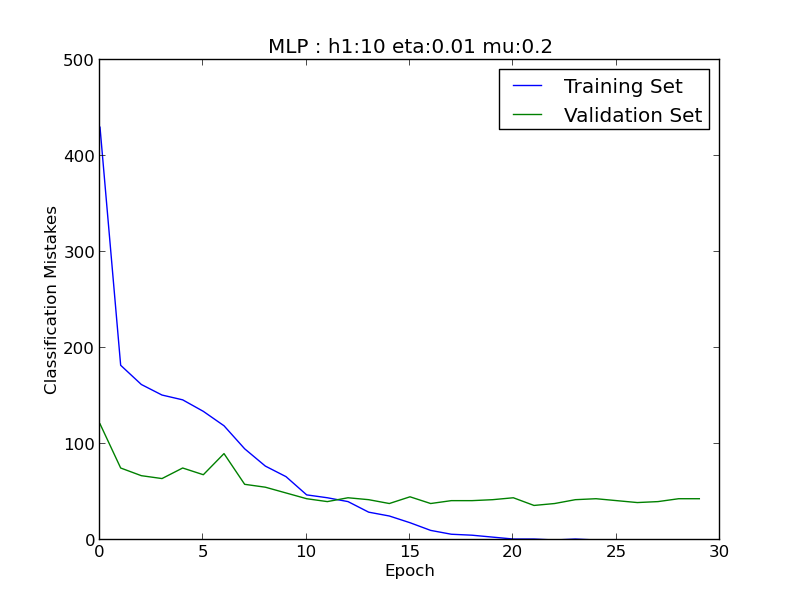 MLP : h1:10 eta:0.01 mu:0.2
Training Set
Validation Set
500
400
300
200
100
0
Classification Mistakes
0 5 10 15 20 25 30
Epoch